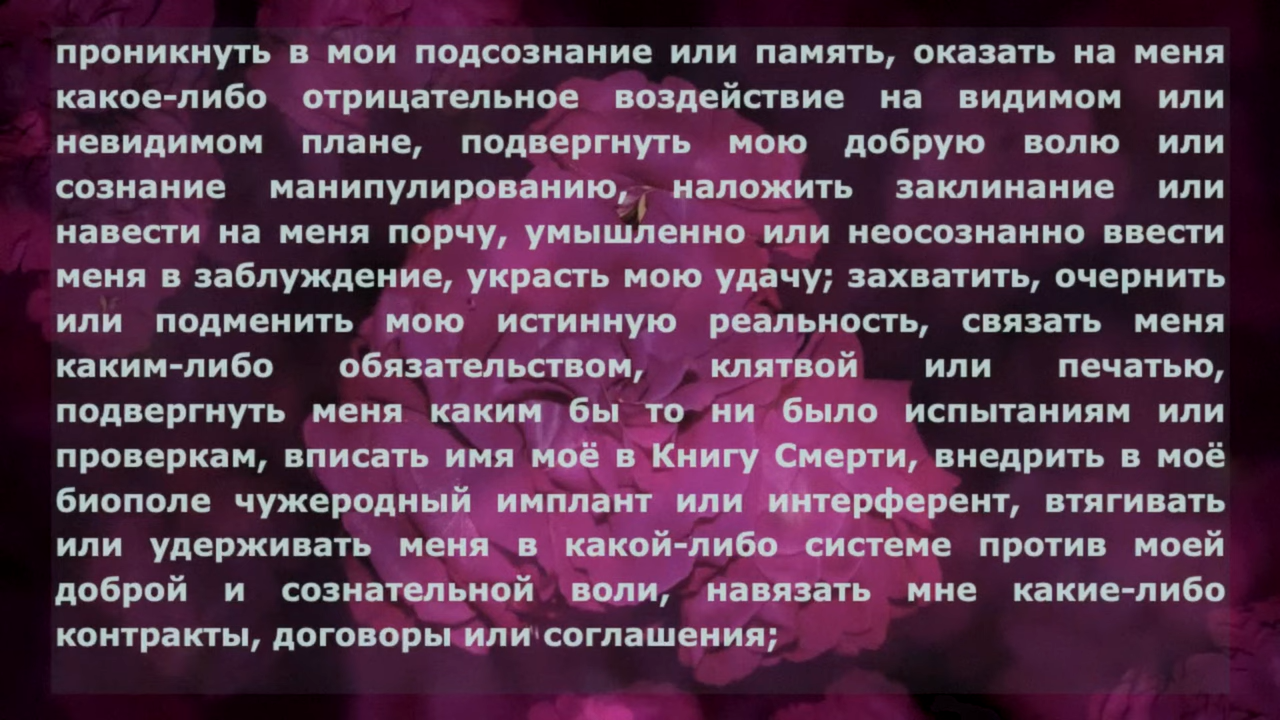 проникнуть в мои подсознание или память, оказать на меня
какое-либо отрицательное воздействие на видимом или
невидимом плане, подвергнуть мою добрую волю или
сознание манипулированию, наложить заклинание или
навести на меня порчу, умышленно или неосознанно ввести
меня в заблуждение, украсть мою удачу; захватить, очернить
или подменить мою истинную реальность, связать меня
каким-либо обязательством, клятвой или печатью,
подвергнуть меня каким бы то ни было испытаниям или
проверкам, вписать имя моё в Книгу Смерти, внедрить в моё
биополе чужеродный имплант или интерферент, втягивать
или удерживать меня в какой-либо системе против моей
доброй и сознательной воли, навязать мне какие-либо
контракты, договоры или соглашения;